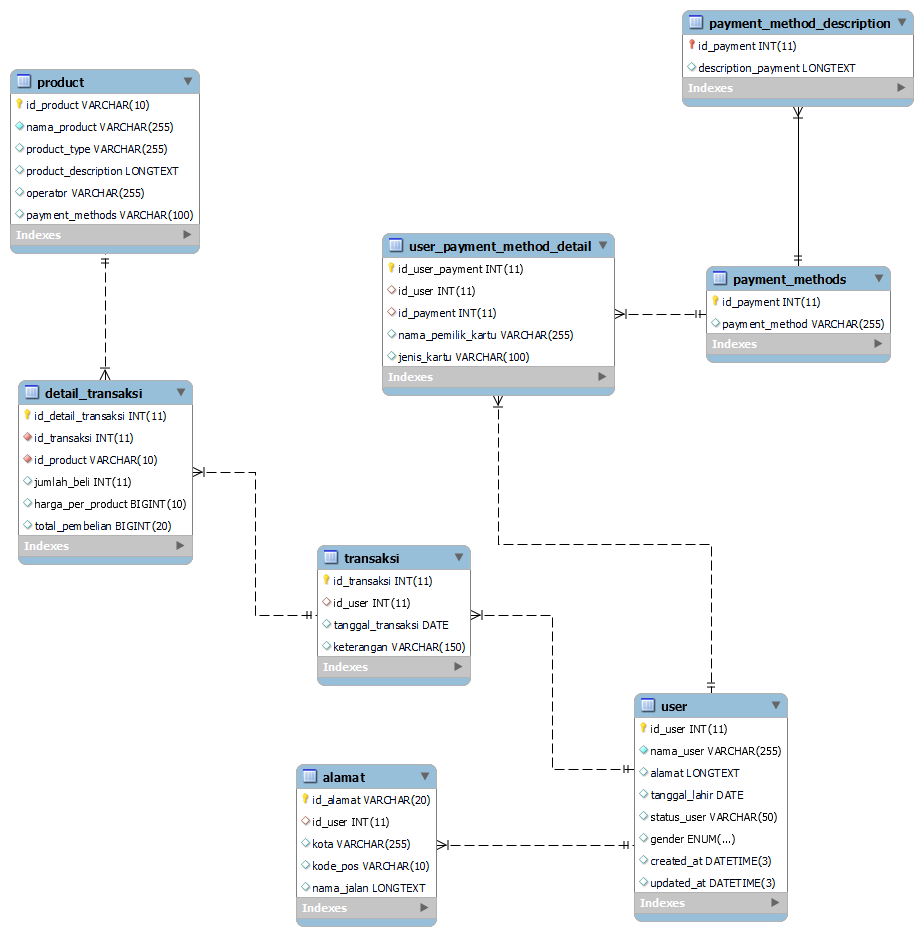 payment_method_description
id_payment INT(11)
description_payment LONGTEXT
Indexes
product
id_product VARCHAR(10)
nama_product VARCHAR(255)
product_type VARCHAR(255)
product_description LONGTEXT
operator VARCHAR(255)
payment_methods VARCHAR(100)
Indexes
user_payment_method_detail
id_user_payment INT(11)
id_user INT(11)
id_payment INT(11)
nama_pemilik_kartu VARCHAR(255)
jenis_kartu VARCHAR(100)
Indexes
payment_methods
id_payment INT(11)
payment_method VARCHAR(255)
Indexes
detail_transaksi
id_detail_transaksi INT(11)
id_transaksi INT(11)
id_product VARCHAR(10)
jumlah_beli INT(11)
harga_per_product BIGINT(10)
total_pembelian BIGINT(20)
Indexes
transaksi
id_transaksi INT(11)
id_user INT(11)
tanggal_transaksi DATE
keterangan VARCHAR(150)
Indexes
user
id_user INT(11)
nama_user VARCHAR(255)
alamat LONGTEXT
tanggal_lahir DATE
status_user VARCHAR(50)
gender ENUM(...)
created_at DATETIME(3)
updated_at DATETIME(3)
Indexes
alamat
id_alamat VARCHAR(20)
id_user INT(11)
kota VARCHAR(255)
kode_pos VARCHAR(10)
nama_jalan LONGTEXT
Indexes